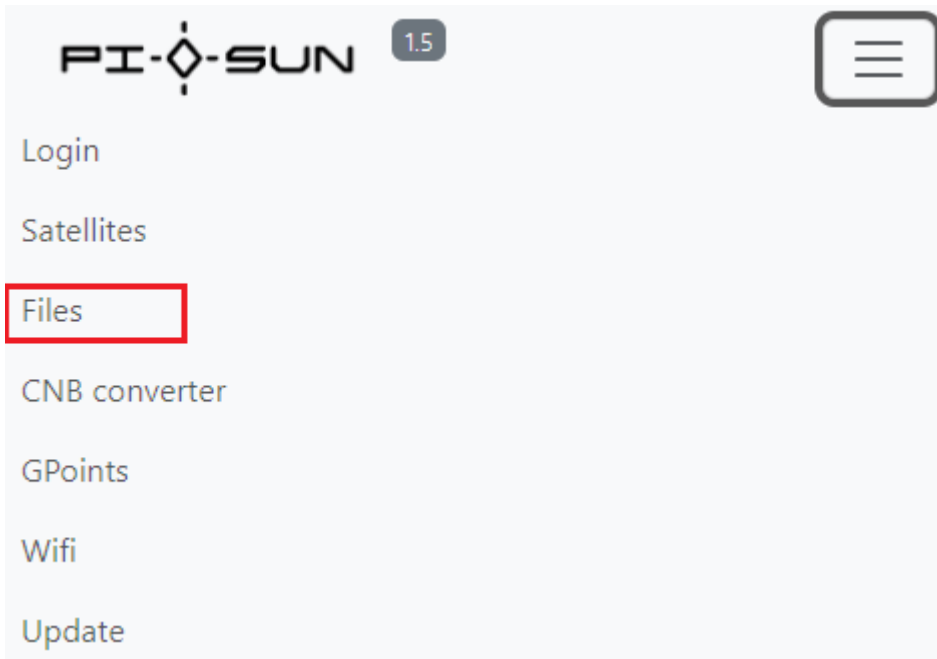 PI-SUN 1.5
Login
Satellites
Files
CNB converter
GPoints
Wifi
Update